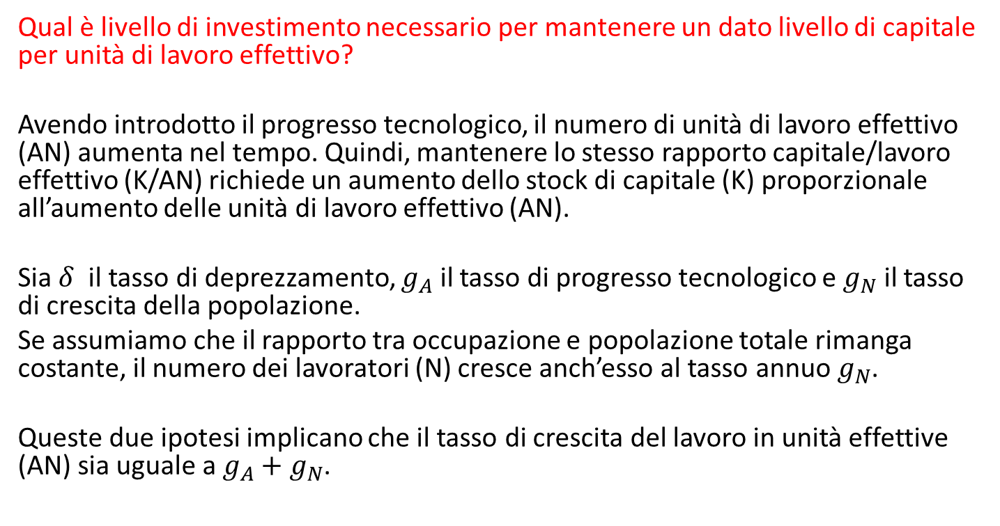 Qual è livello di investimento necessario per mantenere un dato livello di capitale
per unità di lavoro effettivo?
Avendo introdotto il progresso tecnologico, il numero di unità di lavoro effettivo
(AN) aumenta nel tempo. Quindi, mantenere lo stesso rapporto capitale/lavoro
effettivo (K/AN) richiede un aumento dello stock di capitale (K) proporzionale
all’aumento delle unità di lavoro effettivo (AN).
Sia 𝛿 il tasso di deprezzamento, 𝑔_𝐴 il tasso di progresso tecnologico e 𝑔_𝑁 il tasso
di crescita della popolazione.
Se assumiamo che il rapporto tra occupazione e popolazione totale rimanga
costante, il numero dei lavoratori (N) cresce anch’esso al tasso annuo 𝑔_𝑁.
Queste due ipotesi implicano che il tasso di crescita del lavoro in unità effettive
(AN) sia uguale a 𝑔_𝐴 + 𝑔_𝑁.